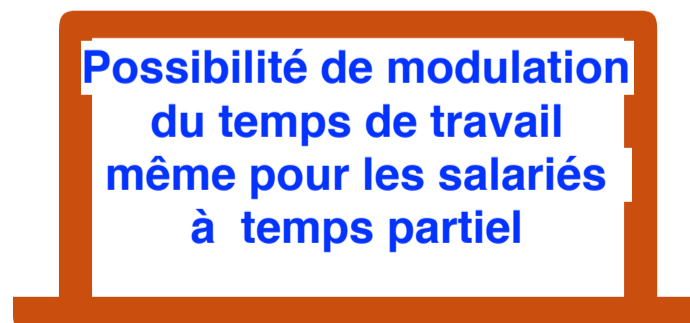 Possibilité de modulation
du temps de travail
même pour les salariés
à temps partiel